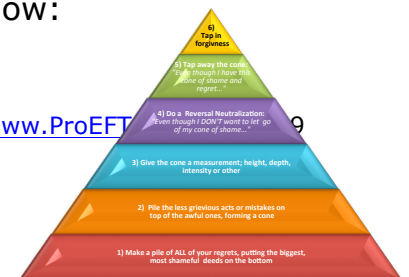 ow:
6)
Tap in
forgivness
5) Tap away the cone:
"Even though I have this
cone of shame and
regret..."
ww.ProEFT
9
4) Do a Reversal Neutralization:
"Even though I DON'T want to let go
of my cone of shame..."
3) Give the cone a measurement; height, depth,
intensity or other
2) Pile the less grievious acts or mistakes on
top of the awful ones, forming a cone
1) Make a pile of ALL of your regrets, putting the biggest,
most shameful deeds on the bottom